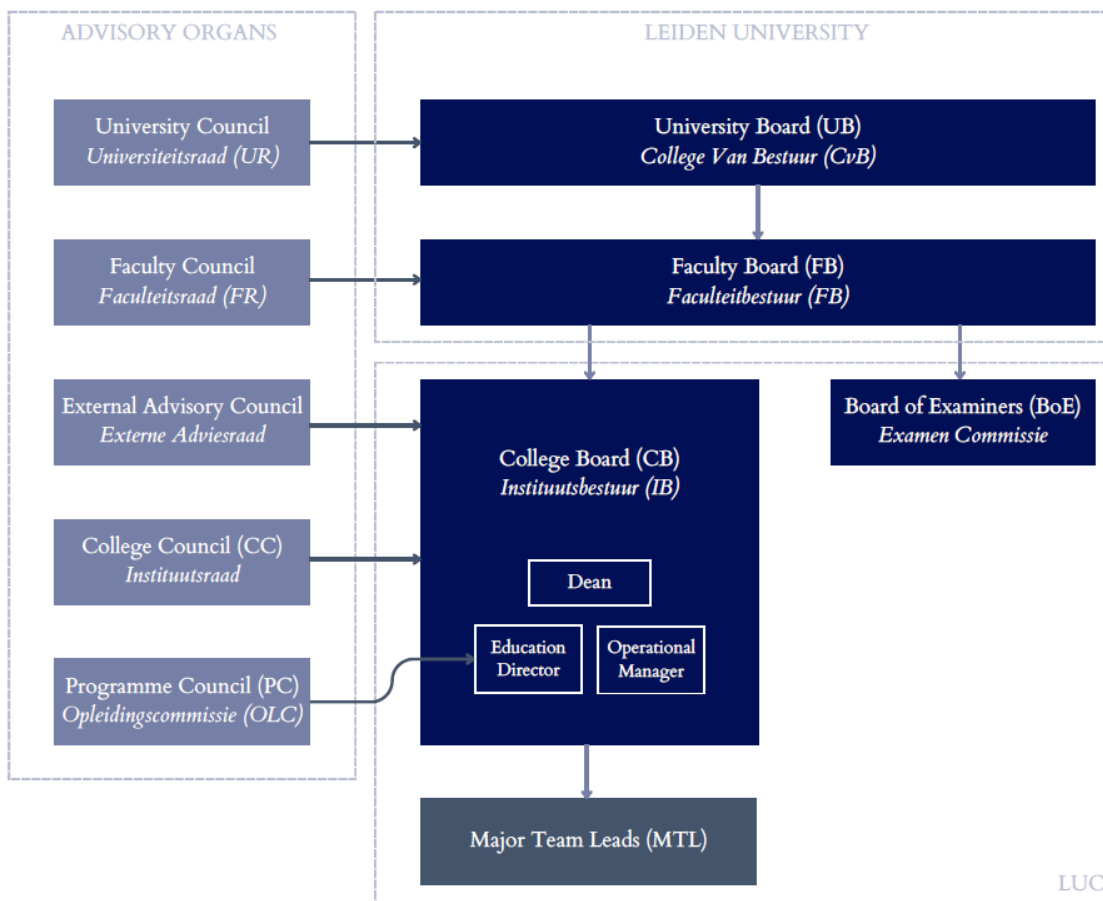 ADVISORY ORGANS
LEIDEN UNIVERSITY
University Council
Universiteitsraad (UR)
University Board (UB)
College Van Bestuur (CvB)
Faculty Council
Faculteitsraad (FR)
Faculty Board (FB)
Faculteitbestuur (FB)
External Advisory Council
Externe Adviesraad
College Board (CB)
Instituutsbestuur (IB)
Board of Examiners (BoE)
Examen Commissie
College Council (CC)
Instituutsraad
Dean
Education
Director
Operational
Manager
Programme Council (PC)
Opleidingscommissie (OLC)
Major Team Leads (MTL)
LUC